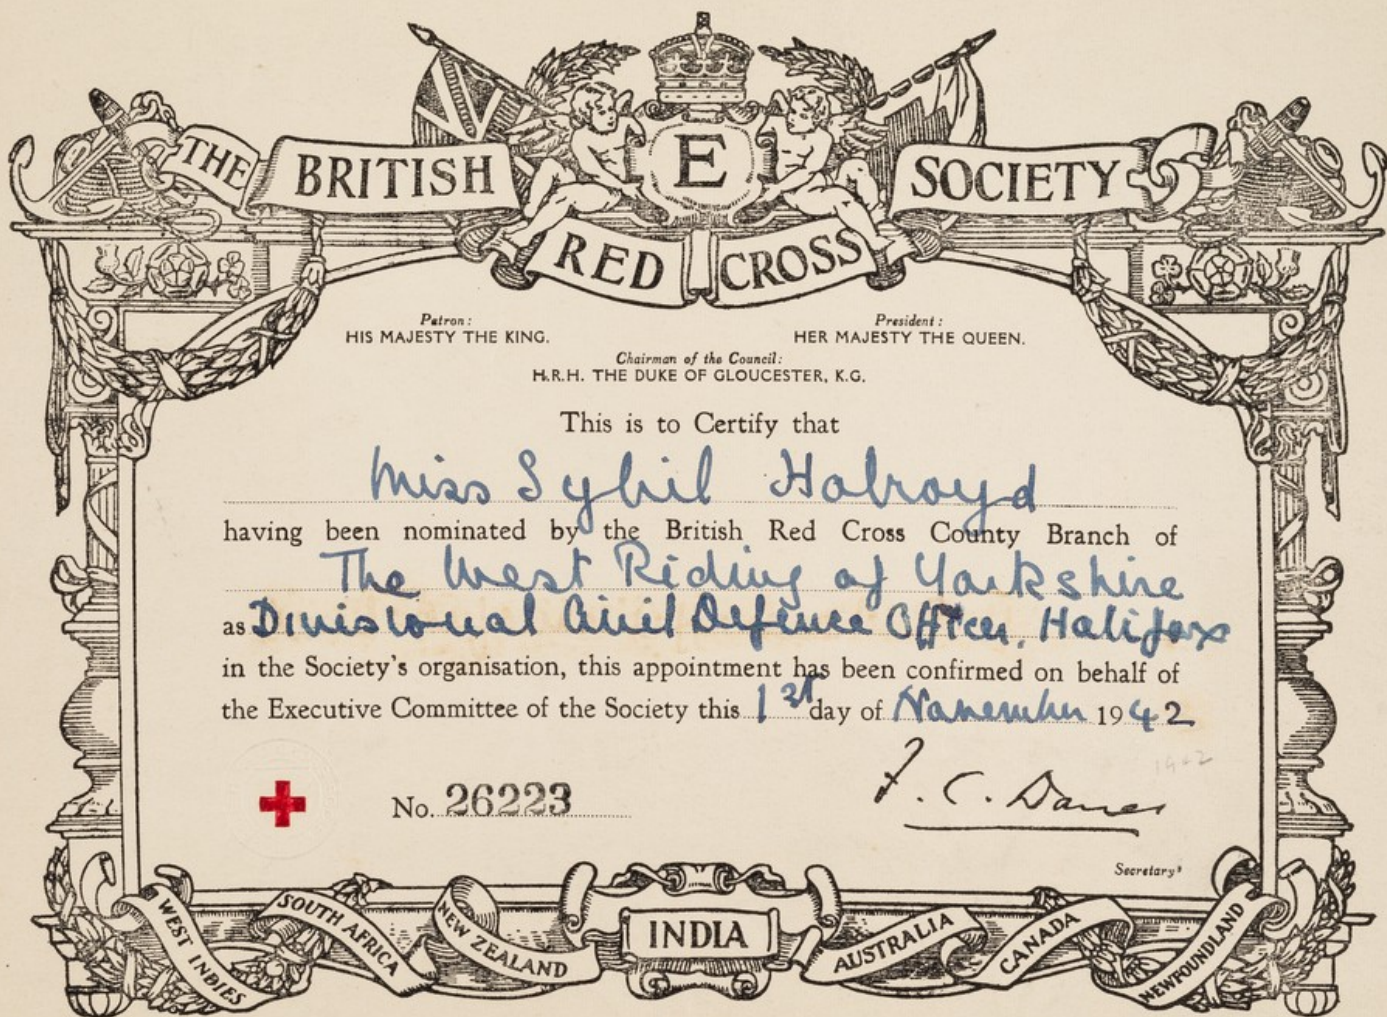 THE BRITISH RED CROSS SOCIETY
E
Patron:
HIS MAJESTY THE KING.
President:
HER MAJESTY THE QUEEN.
Chairman of the Council:
H.R.H. THE DUKE OF GLOUCESTER, K.G.
This is to Certify that
Miss Sybil Holroyd
having been nominated by the British Red Cross County Branch of
The West Riding of Yorkshire
as Divisional Civil Defence Officer, Halifax
in the Society's organisation, this appointment has been confirmed on behalf of
the Executive Committee of the Society this 1st day of November 1942
1942
No. 26223
F. C. Davies
Secretary
WEST INDIES
SOUTH AFRICA
NEW ZEALAND
INDIA
AUSTRALIA
CANADA
NEWFOUNDLAND